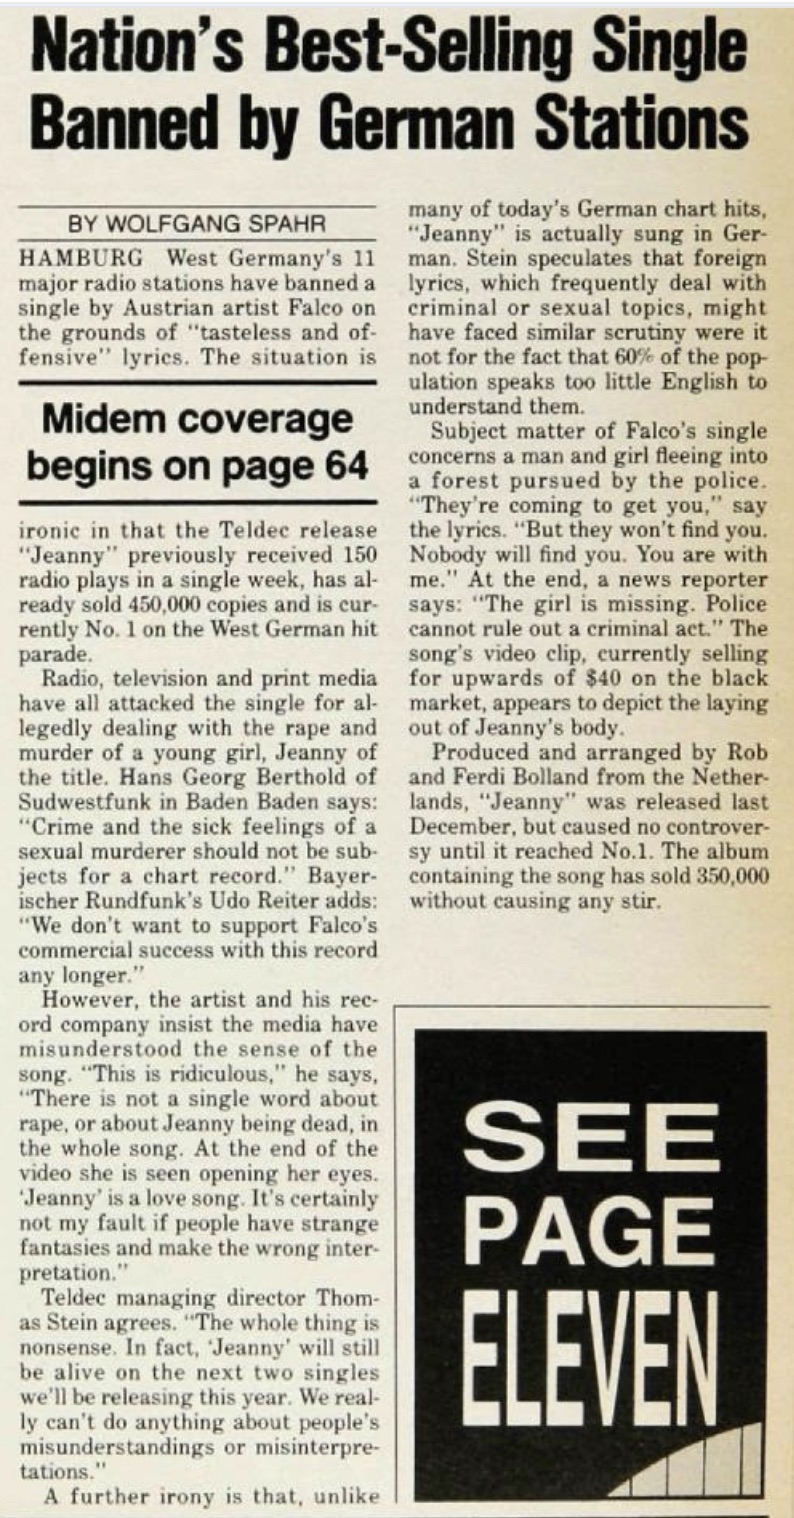 Nation's Best-Selling Single
Banned by German Stations
BY WOLFGANG SPAHR
HAMBURG West Germany's 11
major radio stations have banned a
single by Austrian artist Falco on
the grounds of "tasteless and of-
fensive" lyrics. The situation is
Midem coverage
begins on page 64
ironic in that the Teldec release
"Jeanny" previously received 150
radio plays in a single week, has al-
ready sold 450,000 copies and is cur-
rently No. 1 on the West German hit
parade.
Radio, television and print media
have all attacked the single for al-
legedly dealing with the rape and
murder of a young girl, Jeanny of
the title. Hans Georg Berthold of
Sudwestfunk in Baden Baden says:
"Crime and the sick feelings of a
sexual murderer should not be sub-
jects for a chart record." Bayer-
ischer Rundfunk's Udo Reiter adds:
"We don't want to support Falco's
commercial success with this record
any longer."
However, the artist and his rec-
ord company insist the media have
misunderstood the sense of the
song. "This is ridiculous," he says,
"There is not a single word about
rape, or about Jeanny being dead, in
the whole song. At the end of the
video she is seen opening her eyes.
'Jeanny' is a love song. It's certainly
not my fault if people have strange
fantasies and make the wrong inter-
pretation."
Teldec managing director Thom-
as Stein agrees. "The whole thing is
nonsense. In fact, 'Jeanny' will still
be alive on the next two singles
we'll be releasing this year. We real-
ly can't do anything about people's
misunderstandings or misinterpre-
tations."
A further irony is that, unlike
many of today's German chart hits,
"Jeanny" is actually sung in Ger-
man. Stein speculates that foreign
lyrics, which frequently deal with
criminal or sexual topics, might
have faced similar scrutiny were it
not for the fact that 60% of the pop-
ulation speaks too little English to
understand them.
Subject matter of Falco's single
concerns a man and girl fleeing into
a forest pursued by the police.
"They're coming to get you," say
the lyrics. "But they won't find you.
Nobody will find you. You are with
me." At the end, a news reporter
says: "The girl is missing. Police
cannot rule out a criminal act." The
song's video clip, currently selling
for upwards of $40 on the black
market, appears to depict the laying
out of Jeanny's body.
Produced and arranged by Rob
and Ferdi Bolland from the Nether-
lands, "Jeanny" was released last
December, but caused no controver-
sy until it reached No.1. The album
containing the song has sold 350,000
without causing any stir.
SEE
PAGE
ELEVEN